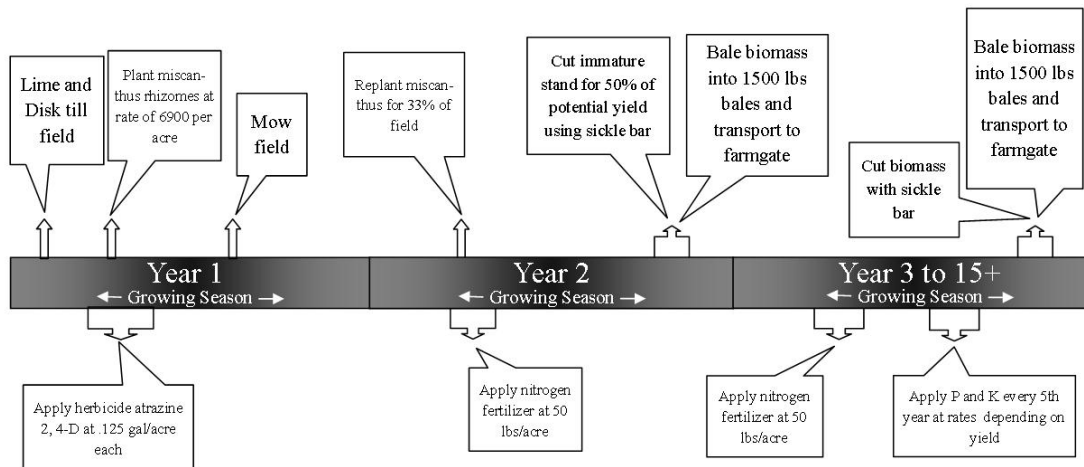 Lime and
Disk till
field
Plant miscan-
thus rhizomes at
rate of 6900 per
acre
Mow
field
Replant miscan-
thus for 33% of
field
Cut immature
stand for 50% of
potential yield
using sickle bar
Bale biomass
into 1500 lbs
bales and
transport to
farmgate
Cut biomass
with sickle
bar
Bale biomass
into 1500 lbs
bales and
transport to
farmgate
Year 1
Growing Season
Year 2
Growing Season
Year 3 to 15+
Growing Season
Apply herbicide atrazine
2, 4-D at .125 gal/acre
each
Apply nitrogen
fertilizer at 50
lbs/acre
Apply nitrogen
fertilizer at 50
lbs/acre
Apply P and K every 5th
year at rates depending on
yield